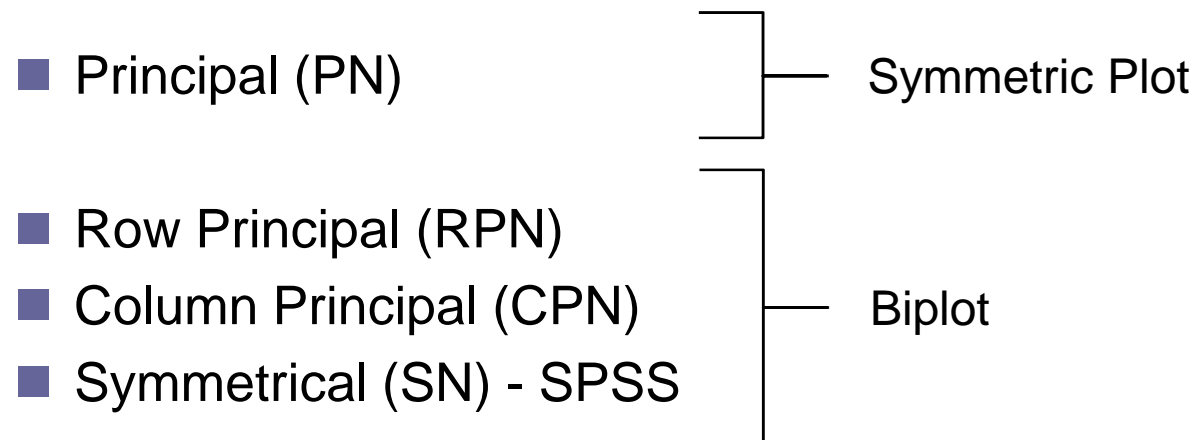 Principal (PN)
Symmetric Plot
Row Principal (RPN)
Column Principal (CPN)
Biplot
Symmetrical (SN) - SPSS